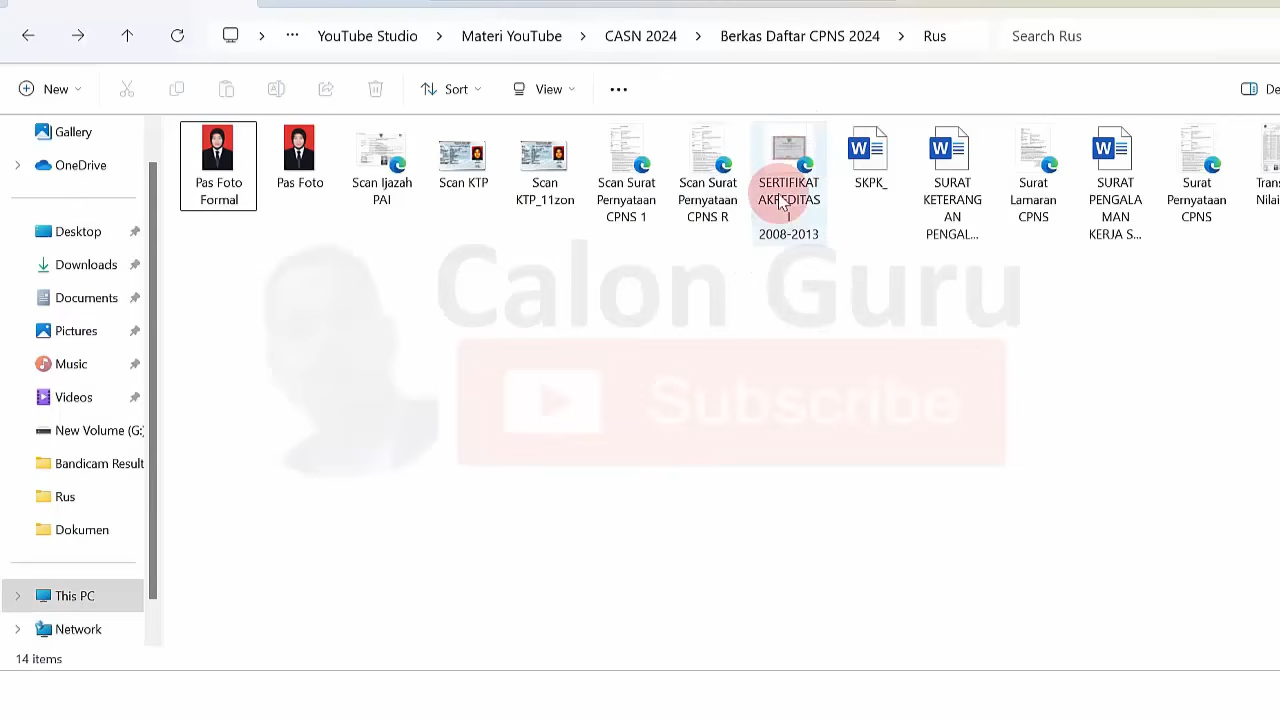 YouTube Studio > Materi YouTube > CASN 2024 > Berkas Daftar CPNS 2024 > Rus
Search Rus
New
Sort
View
Gallery
OneDrive
Desktop
Downloads
Documents
Pictures
Music
Videos
New Volume (G:)
Bandicam Result
Rus
Dokumen
This PC
Network
Pas Foto
Formal
Pas Foto
Scan Ijazah
PAI
Scan KTP
Scan
KTP_11zon
Scan Surat
Pernyataan
CPNS 1
Scan Surat
Pernyataan
CPNS R
SERTIFIKAT
AKREDITAS
I
2008-2013
SKPK_
SURAT
KETERANG
AN
PENGAL...
Surat
Lamaran
CPNS
SURAT
PENGALA
MAN
KERJA S...
Surat
Pernyataan
CPNS
Trans
Nilai
Calon Guru
Subscribe
14 items